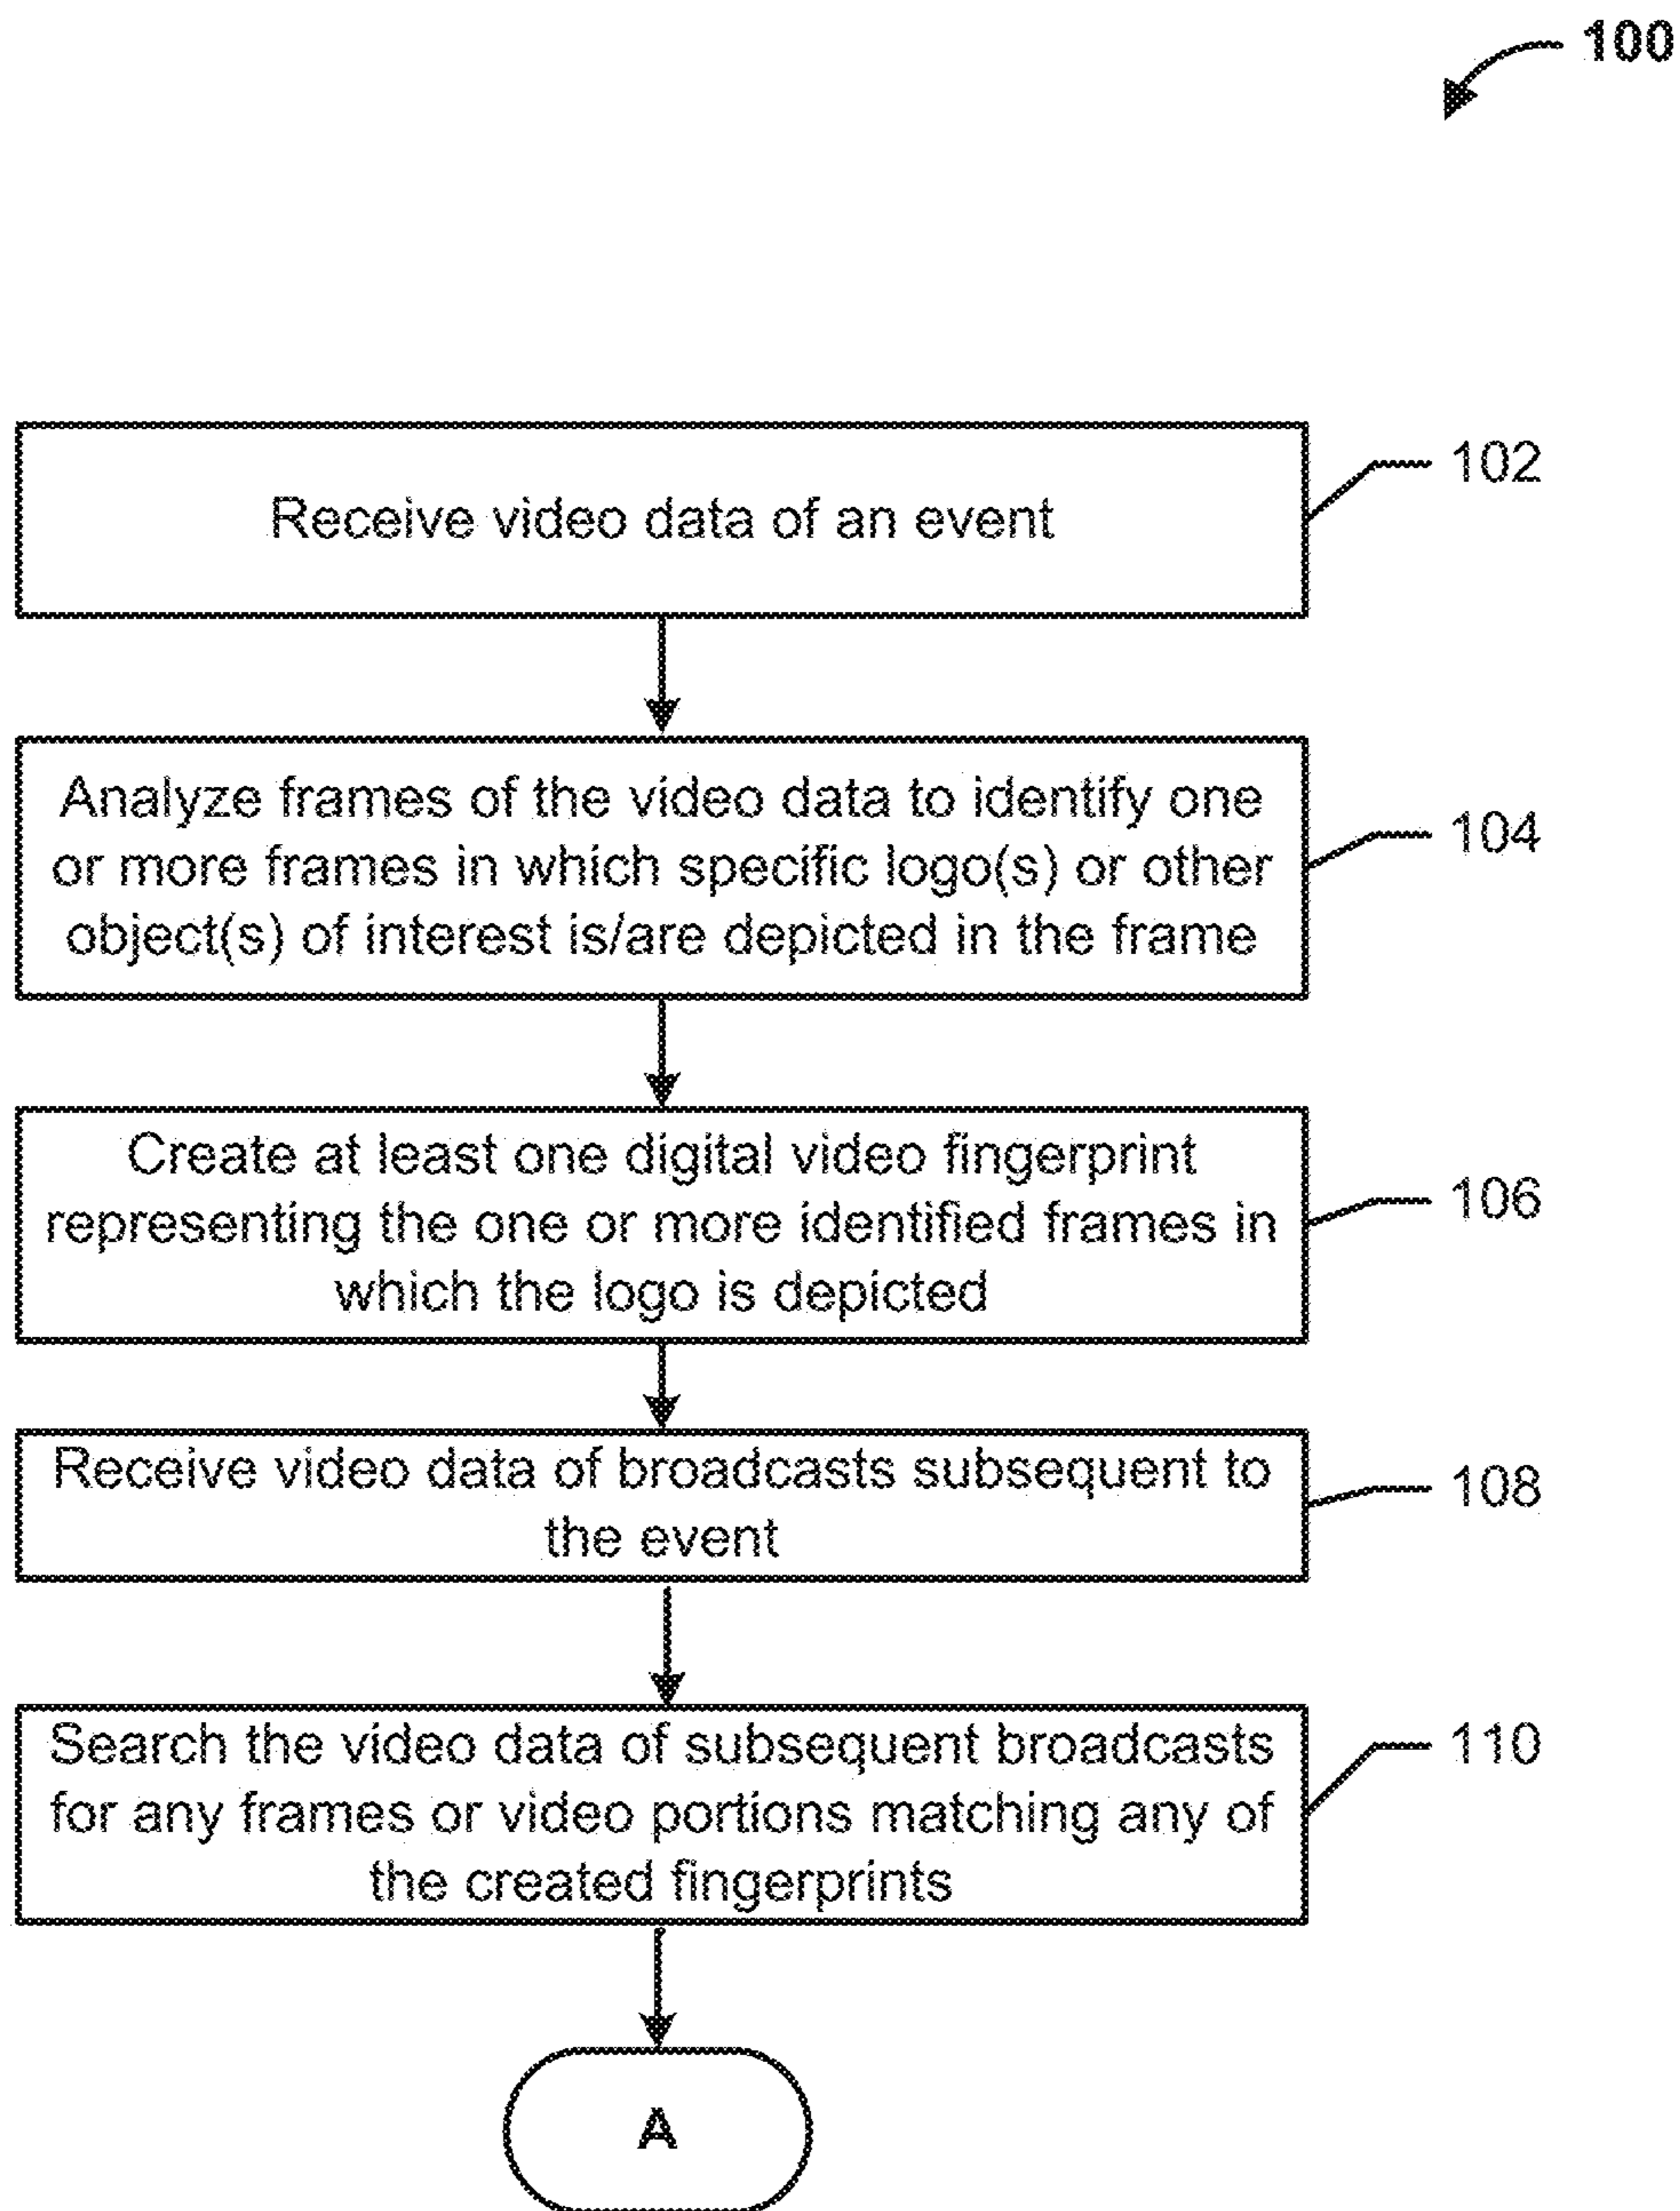 100
Receive video data of an event
102
Analyze frames of the video data to identify one
or more frames in which specific logo(s) or other
object(s) of interest is/are depicted in the frame
104
Create at least one digital video fingerprint
representing the one or more identified frames in
which the logo is depicted
106
Receive video data of broadcasts subsequent to
the event
108
Search the video data of subsequent broadcasts
for any frames or video portions matching any of
the created fingerprints
110
A